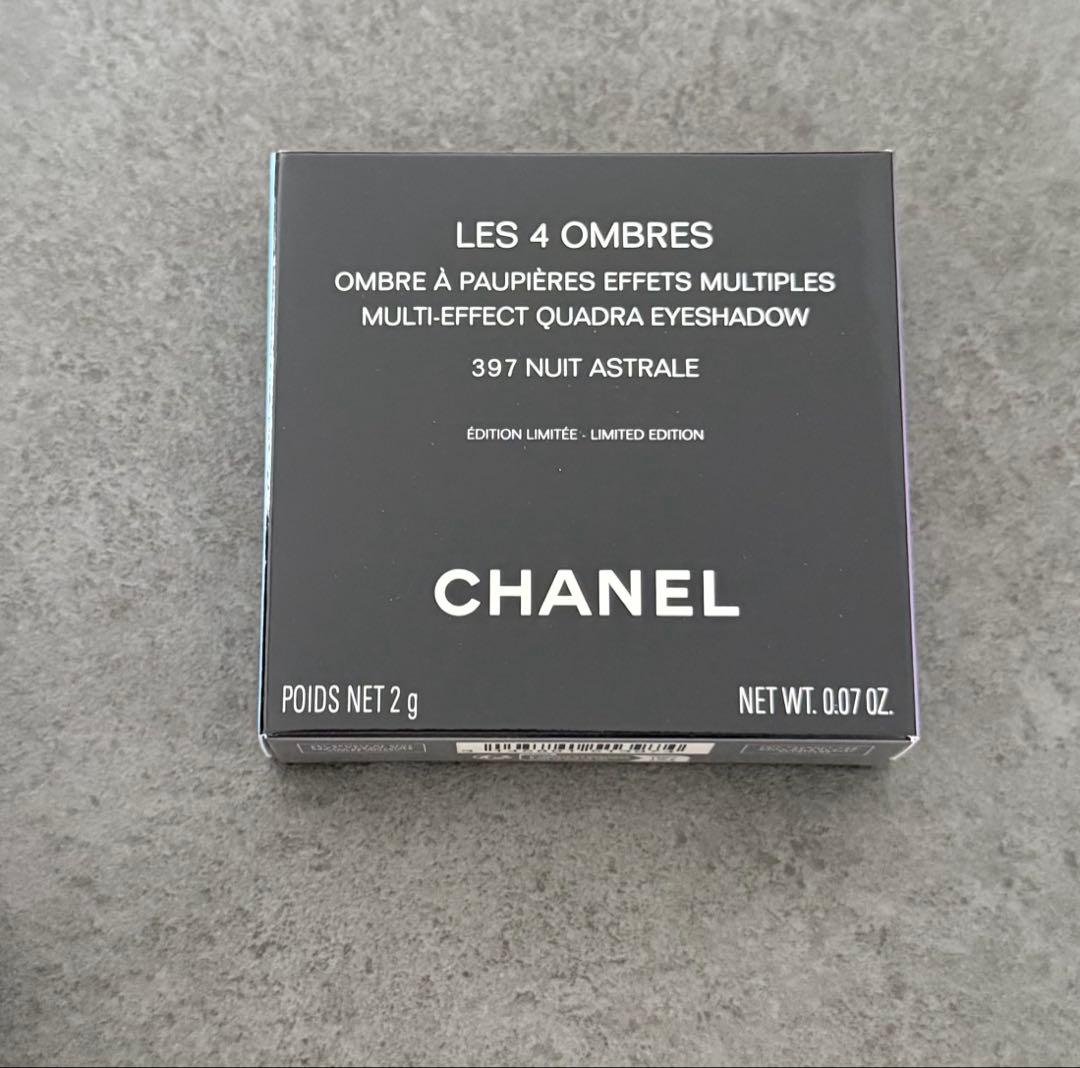 LES 4 OMBRES
OMBRE À PAUPIÈRES EFFETS MULTIPLES
MULTI-EFFECT QUADRA EYESHADOW
397 NUIT ASTRALE
ÉDITION LIMITÉE - LIMITED EDITION
CHANEL
POIDS NET 2 g
NET WT. 0.07 OZ.